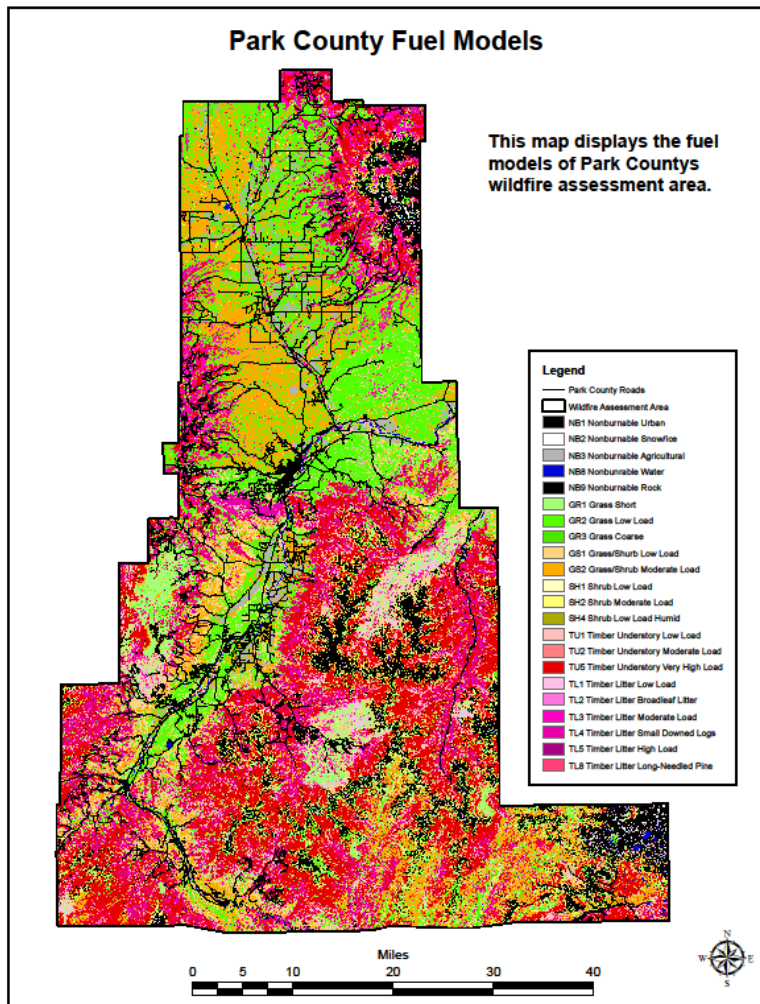 Park County Fuel Models
This map displays the fuel
models of Park Countys
wildfire assessment area.
Legend
Park County Roads
Wildfire Assessment Area
NB1 Nonburnable Urban
NB2 Nonburnable Snow/ice
NB3 Nonburnable Agricultural
NB8 Nonbunrable Water
NB9 Nonburnable Rock
GR1 Grass Short
GR2 Grass Low Load
GR3 Grass Coarse
GS1 Grass/Shurb Low Load
GS2 Grass/Shrub Moderate Load
SH1 Shrub Low Load
SH2 Shrub Moderate Load
SH4 Shrub Low Load Humid
TU1 Timber Understory Low Load
TU2 Timber Understory Moderate Load
TU5 Timber Understory Very High Load
TL1 Timber Litter Low Load
TL2 Timber Litter Broadleaf Litter
TL3 Timber Litter Moderate Load
TL4 Timber Litter Small Downed Logs
TL5 Timber Litter High Load
TL8 Timber Litter Long-Needled Pine
Miles
0 5 10 20 30 40
N
W E
S